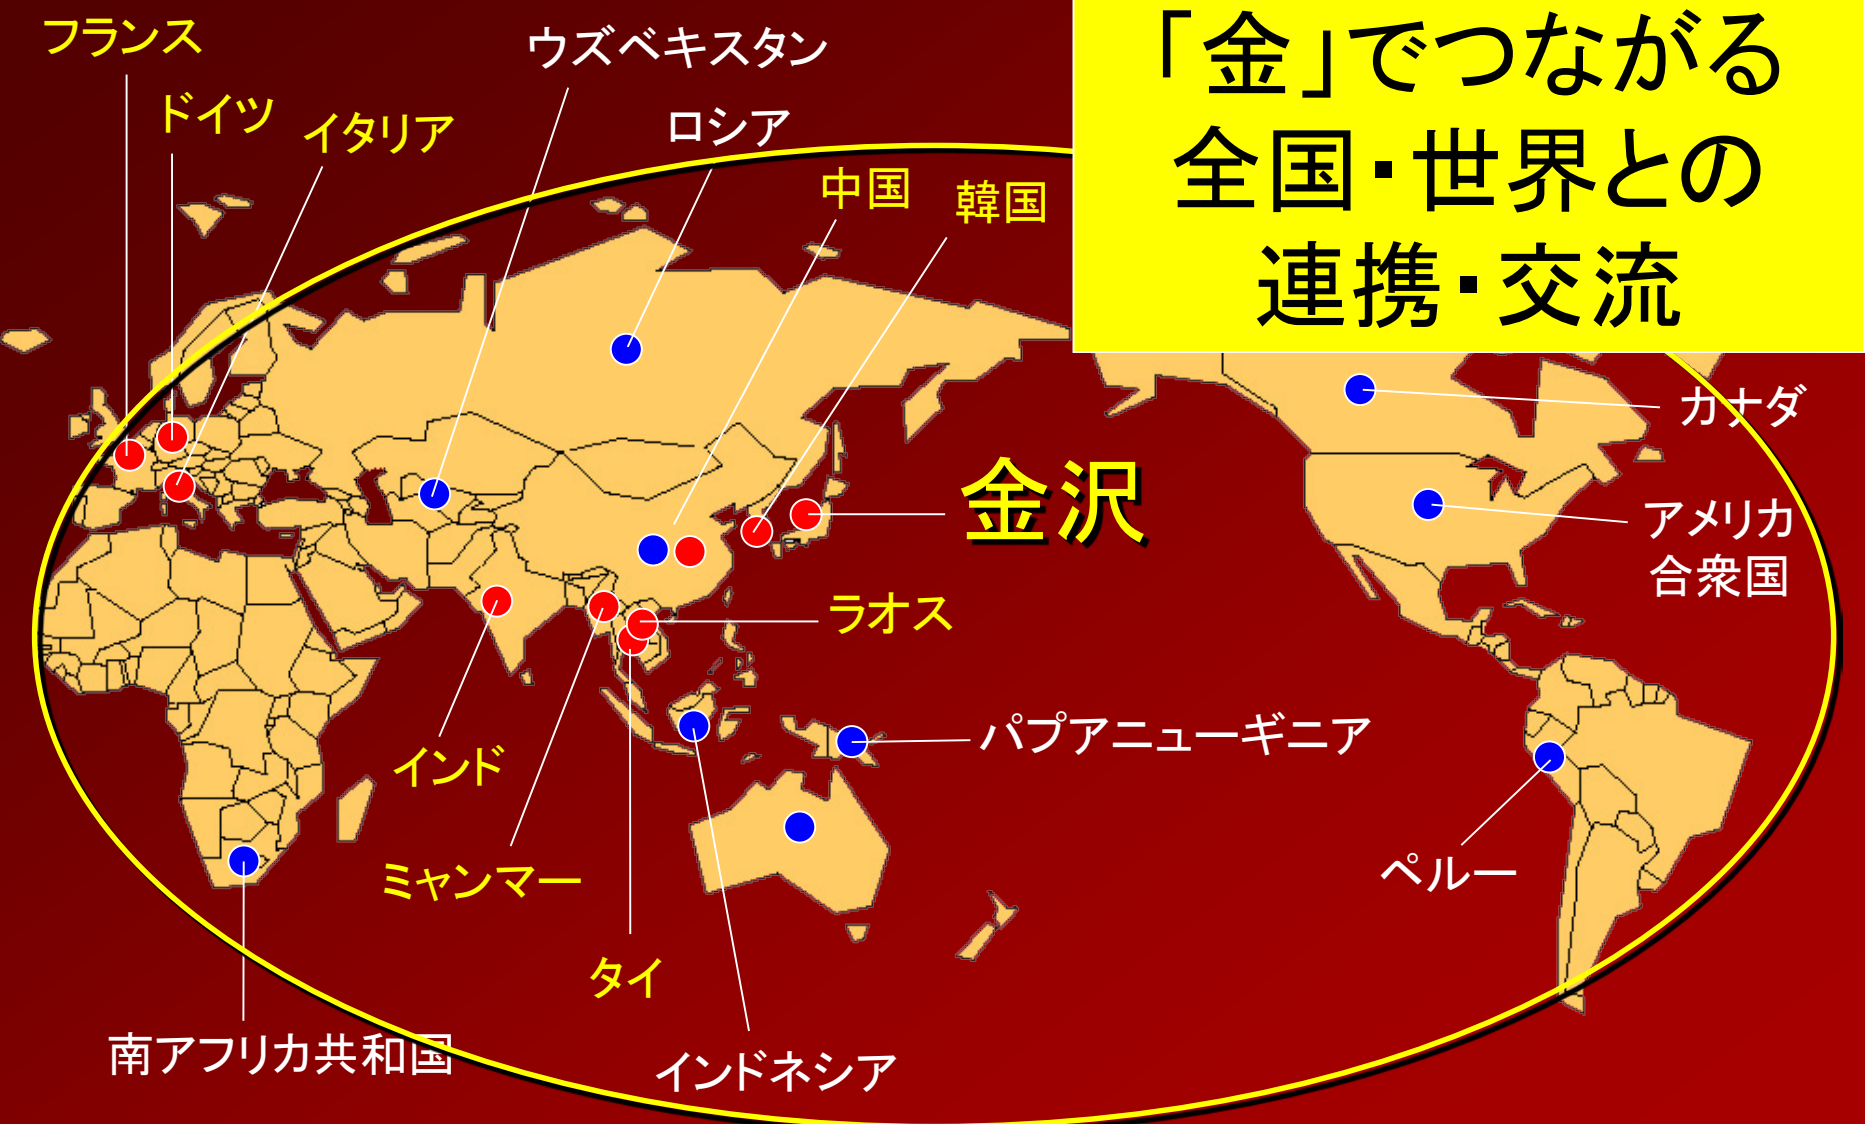 「金」でつながる
全国・世界との
連携・交流
フランス
ウズベキスタン
ドイツ
イタリア
ロシア
中国
韓国
カナダ
金沢
アメリカ
合衆国
ラオス
パプアニューギニア
インド
ミャンマー
ペルー
タイ
南アフリカ共和国
インドネシア